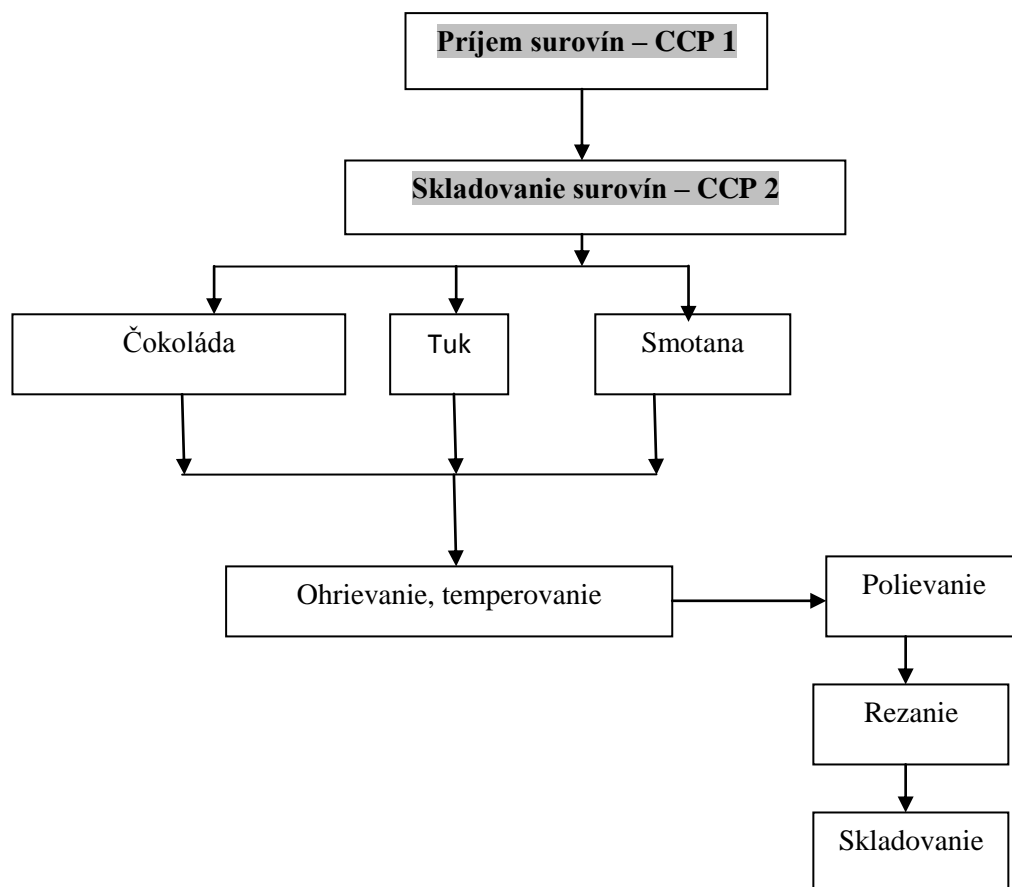 Príjem surovín – CCP 1
Skladovanie surovín – CCP 2
Čokoláda
Tuk
Smotana
Ohrievanie, temperovanie
Polievanie
Rezanie
Skladovanie